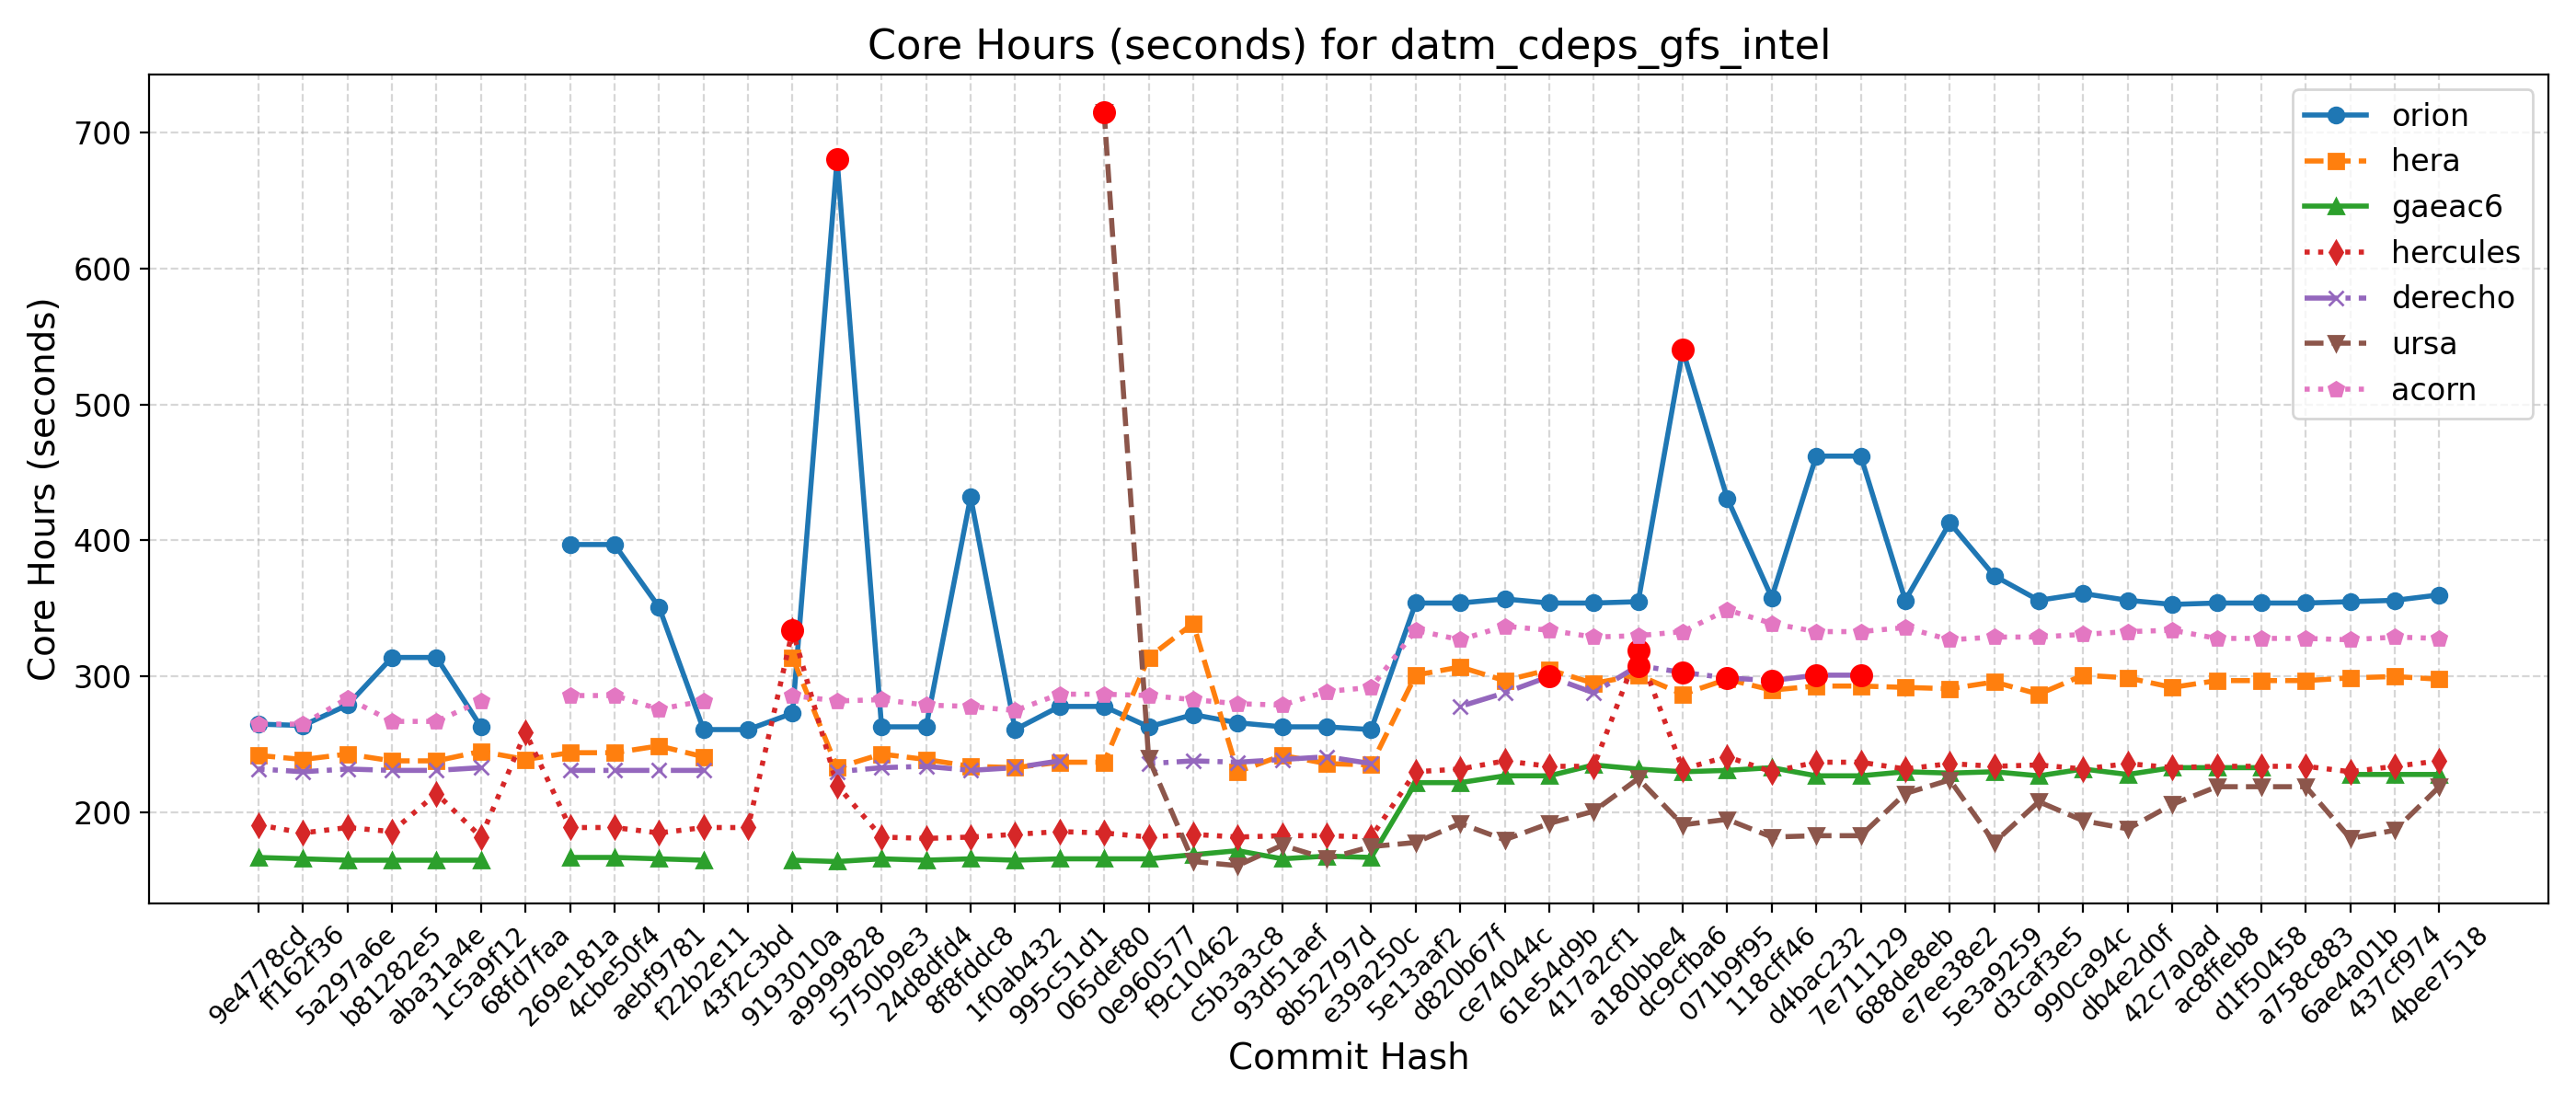 Core Hours (seconds) for datm_cdeps_gfs_intel
Core Hours (seconds)
700
600
500
400
300
200
orion
hera
gaeac6
hercules
derecho
ursa
acorn
9e4778cd
ff162f36
5a297a6e
b81282e5
aba31a4e
1c5a9f12
68fd7faa
269e181a
4cbe50f4
aebf9781
f22b2e11
43f2c3bd
9193010a
a9999828
5750b9e3
24d8dfd4
8f8fddc8
1f0ab432
995c51d1
065def80
0e960577
f9c10462
c5b3a3c8
93d51aef
8b52797d
e39a250c
5e13aaf2
d820b67f
ce74044c
61e54d9b
417a2cf1
a180bbe4
dc9cfba6
071b9f95
118cff46
d4bac232
7e711129
688de8eb
e7ee38e2
5e3a9259
d3caf3e5
990ca94c
db4e2d0f
42c7a0ad
ac8ffeb8
d1f50458
a758c883
6ae4a01b
437cf974
4bee7518
Commit Hash